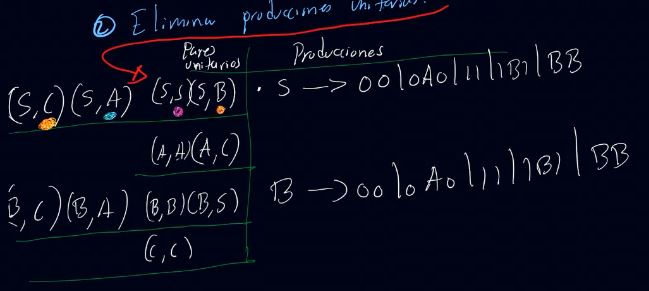 ② Eliminar producciones unitarias
Pares unitarios Producciones
(S,C)(S,A) (S,S)(S,B) · S → 00|0A0|11|1B1|BB
(A,A)(A,C)
B,C)(B,A) (B,B)(B,S) B → 00|0A0|11|1B1|BB
(C,C)